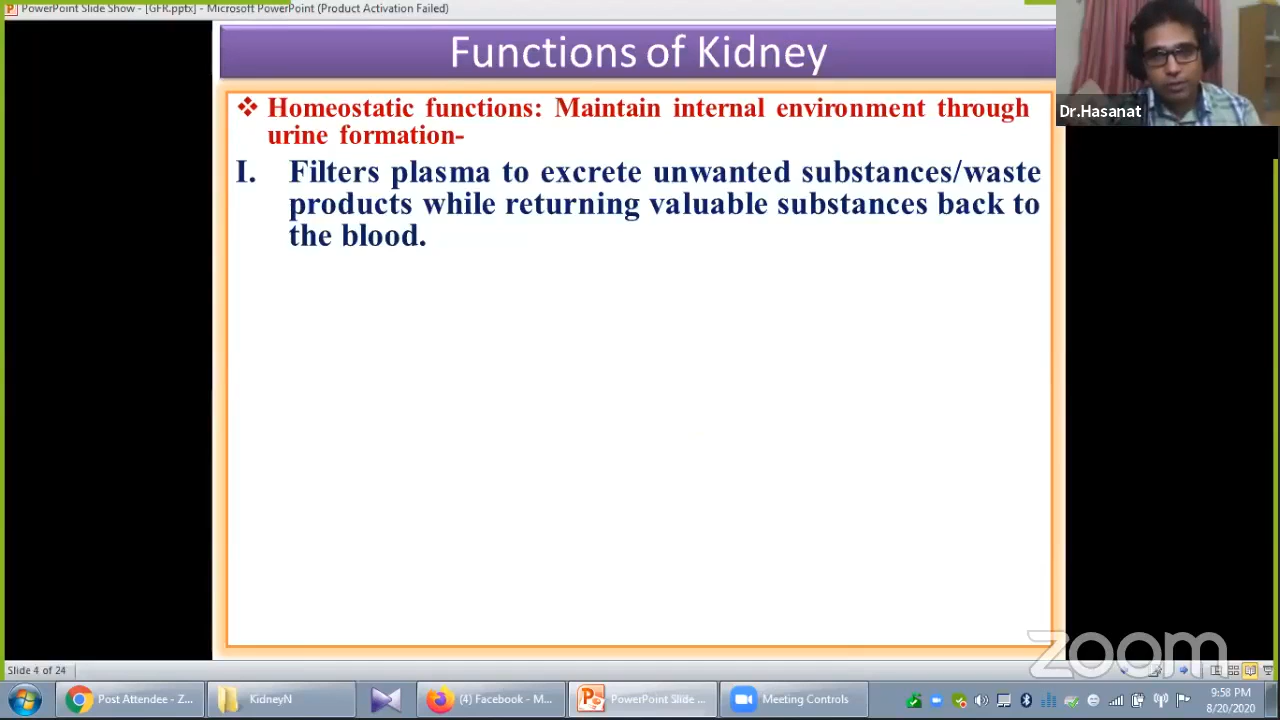 PowerPoint Slide Show - [GFR.pptx] - Microsoft PowerPoint (Product Activation Failed)
Functions of Kidney
Dr.Hasanat
❖ Homeostatic functions: Maintain internal environment through
urine formation-
I. Filters plasma to excrete unwanted substances/waste
products while returning valuable substances back to
the blood.
zoom
Slide 4 of 24
Post Attendee - Z...
KidneyN
(4) Facebook - M...
PowerPoint Slide ...
Meeting Controls
9:58 PM
8/20/2020